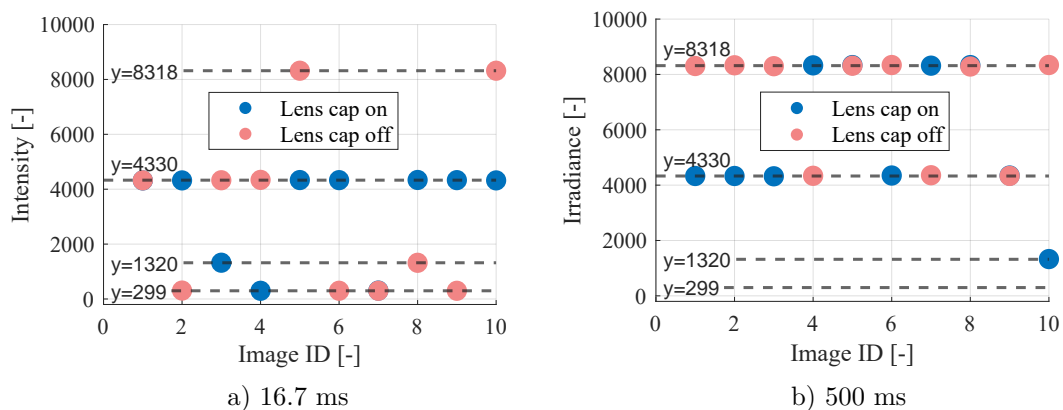 10000
8000
6000
4000
2000
0
y=8318
y=4330
y=1320
y=299
Lens cap on
Lens cap off
Intensity [-]
0 2 4 6 8 10
Image ID [-]
a) 16.7 ms
10000
8000
6000
4000
2000
0
y=8318
y=4330
y=1320
y=299
Lens cap on
Lens cap off
Irradiance [-]
0 2 4 6 8 10
Image ID [-]
b) 500 ms